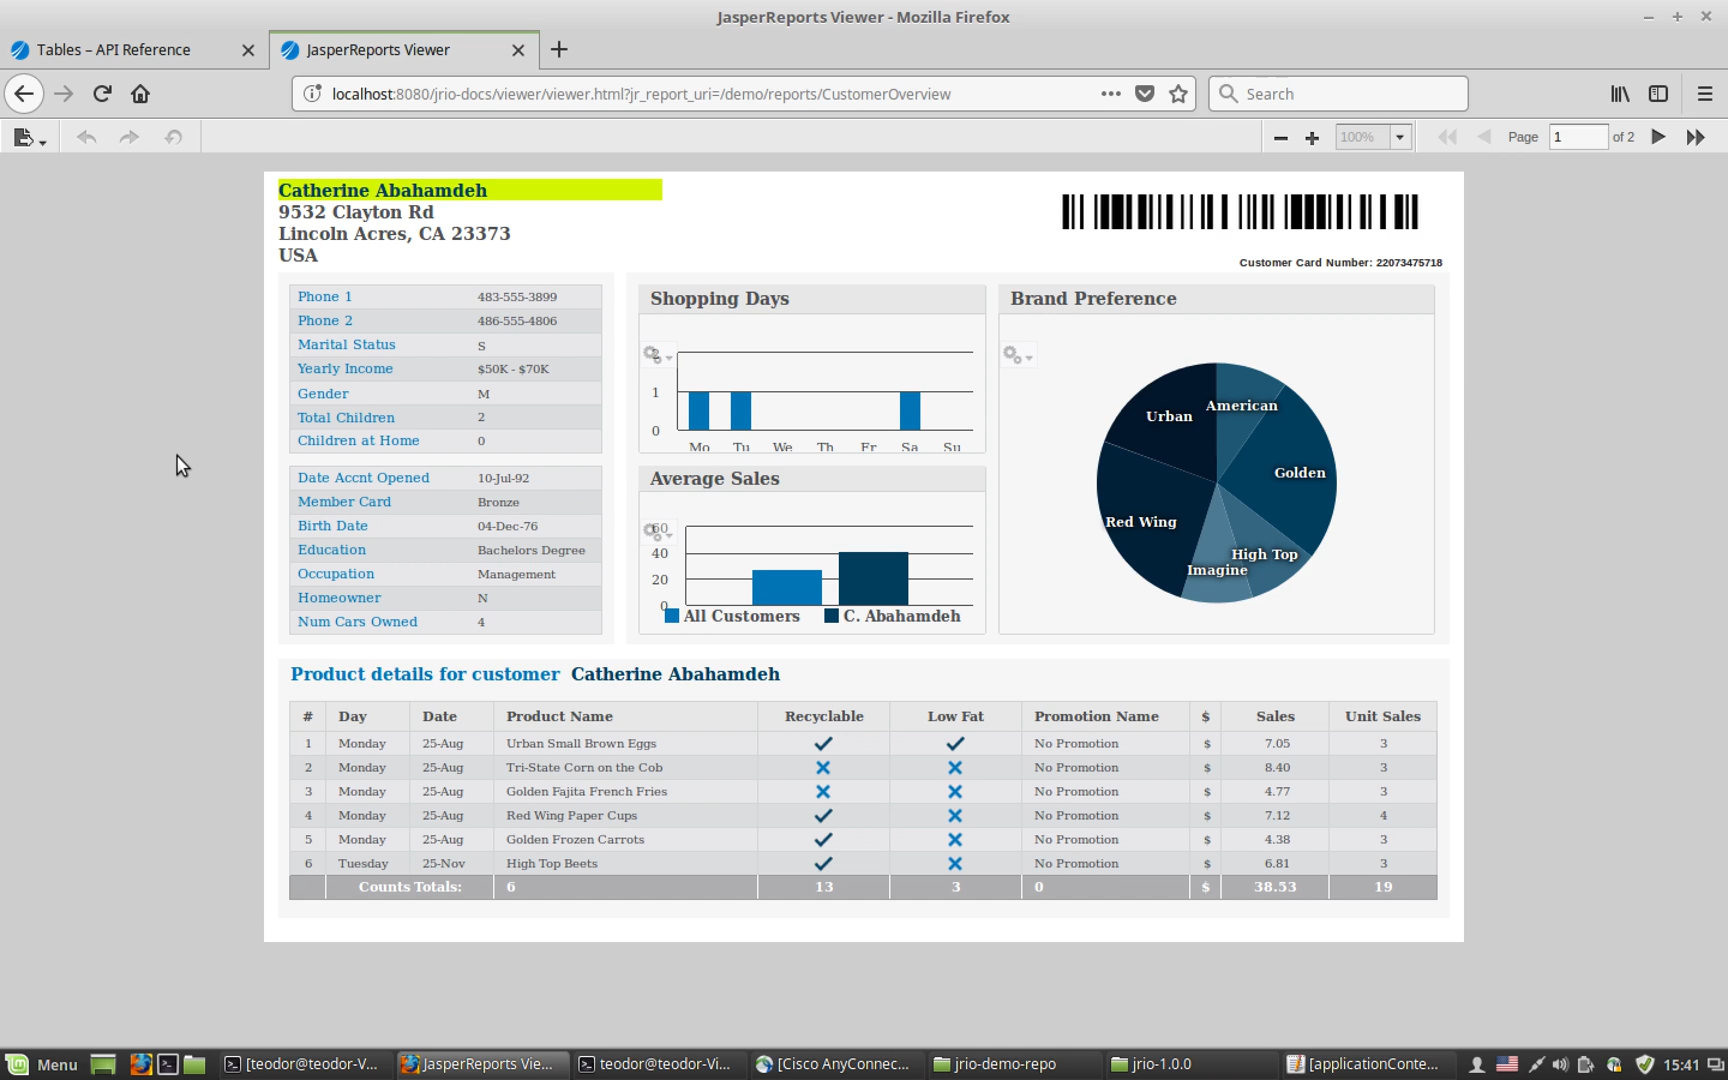 JasperReports Viewer - Mozilla Firefox
Tables – API Reference
JasperReports Viewer
localhost:8080/jrio-docs/viewer/viewer.html?jr_report_uri=/demo/reports/CustomerOverview
Search
100%
Page 1 of 2
Catherine Abahamdeh
9532 Clayton Rd
Lincoln Acres, CA 23373
USA
Customer Card Number: 22073475718
Phone 1 483-555-3899
Phone 2 486-555-4806
Marital Status S
Yearly Income $50K - $70K
Gender M
Total Children 2
Children at Home 0
Date Accnt Opened 10-Jul-92
Member Card Bronze
Birth Date 04-Dec-76
Education Bachelors Degree
Occupation Management
Homeowner N
Num Cars Owned 4
Shopping Days
2
1
0
Mo Tu We Th Fr Sa Su
Average Sales
60
40
20
0
All Customers C. Abahamdeh
Brand Preference
American
Urban
Golden
Red Wing
High Top
Imagine
Product details for customer Catherine Abahamdeh
# Day Date Product Name Recyclable Low Fat Promotion Name $ Sales Unit Sales
1 Monday 25-Aug Urban Small Brown Eggs No Promotion $ 7.05 3
2 Monday 25-Aug Tri-State Corn on the Cob No Promotion $ 8.40 3
3 Monday 25-Aug Golden Fajita French Fries No Promotion $ 4.77 3
4 Monday 25-Aug Red Wing Paper Cups No Promotion $ 7.12 4
5 Monday 25-Aug Golden Frozen Carrots No Promotion $ 4.38 3
6 Tuesday 25-Nov High Top Beets No Promotion $ 6.81 3
Counts Totals: 6 13 3 0 $ 38.53 19
Menu [teodor@teodor-V... JasperReports Vie... teodor@teodor-Vi... [Cisco AnyConnec... jrio-demo-repo jrio-1.0.0 [applicationConte... 15:41